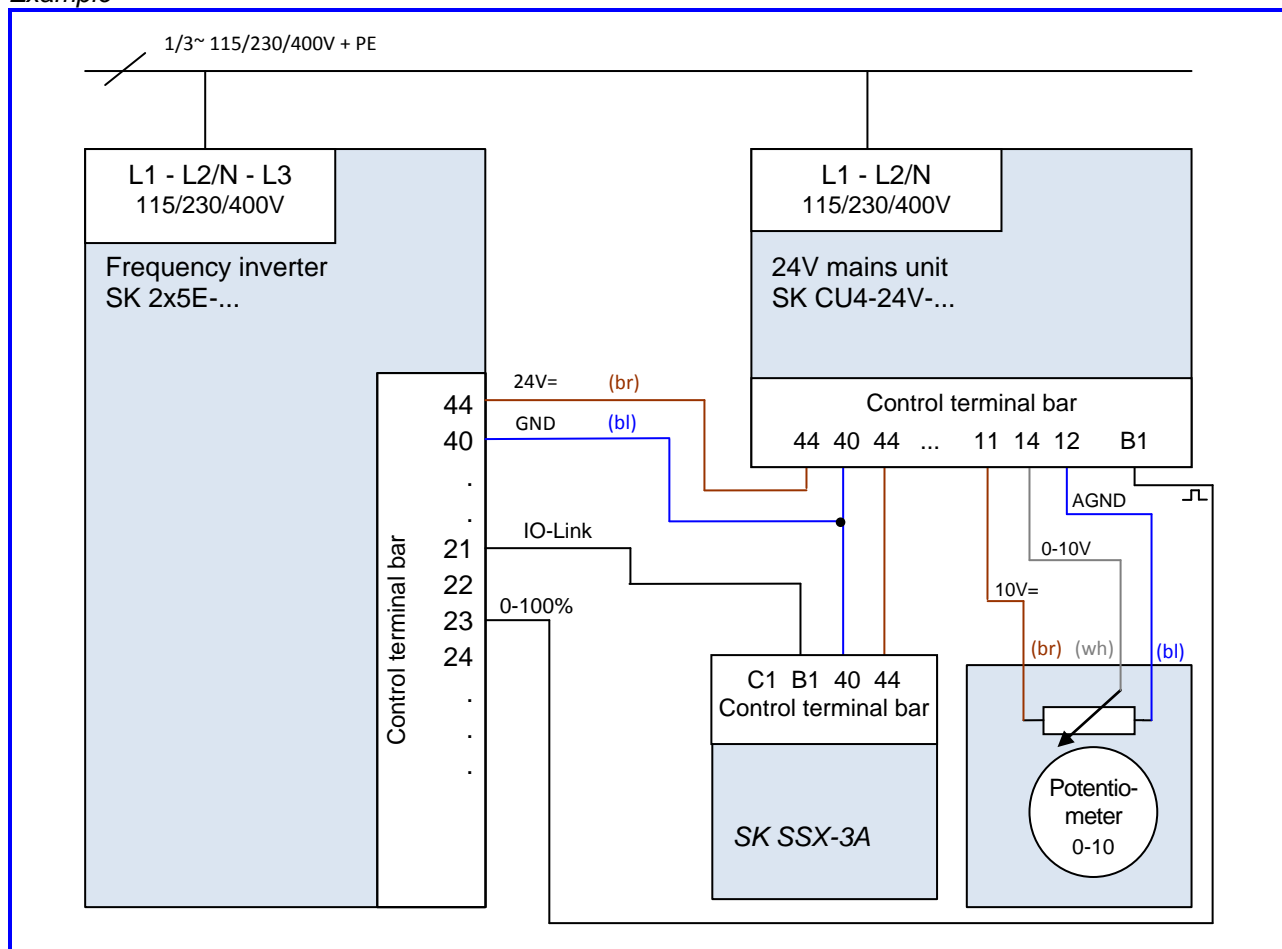 Example
1/3~ 115/230/400V + PE
L1 - L2/N - L3
115/230/400V
Frequency inverter
SK 2x5E-...
L1 - L2/N
115/230/400V
24V mains unit
SK CU4-24V-...
Control terminal bar
44 40 44 ... 11 14 12 B1
44
40
.
.
21
22
23
24
.
.
.
Control terminal bar
24V= (br)
GND (bl)
IO-Link
0-100%
AGND
0-10V
10V=
(br) (wh) (bl)
C1 B1 40 44
Control terminal bar
SK SSX-3A
Potentio-
meter
0-10